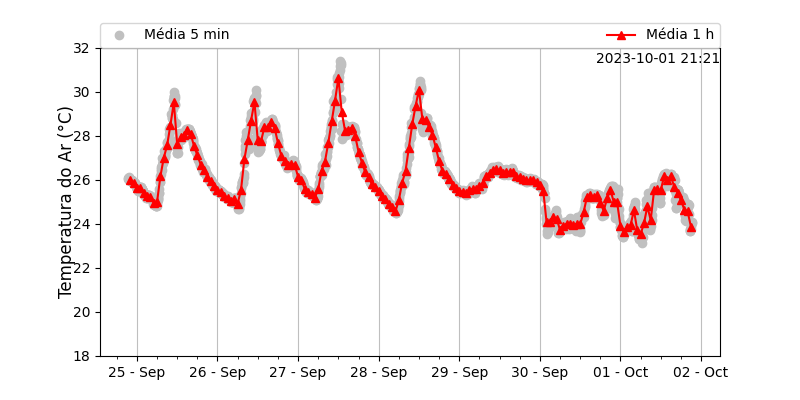 Média 5 min
Média 1 h
2023-10-01 21:21
Temperatura do Ar (°C)
32
30
28
26
24
22
20
18
25 - Sep
26 - Sep
27 - Sep
28 - Sep
29 - Sep
30 - Sep
01 - Oct
02 - Oct